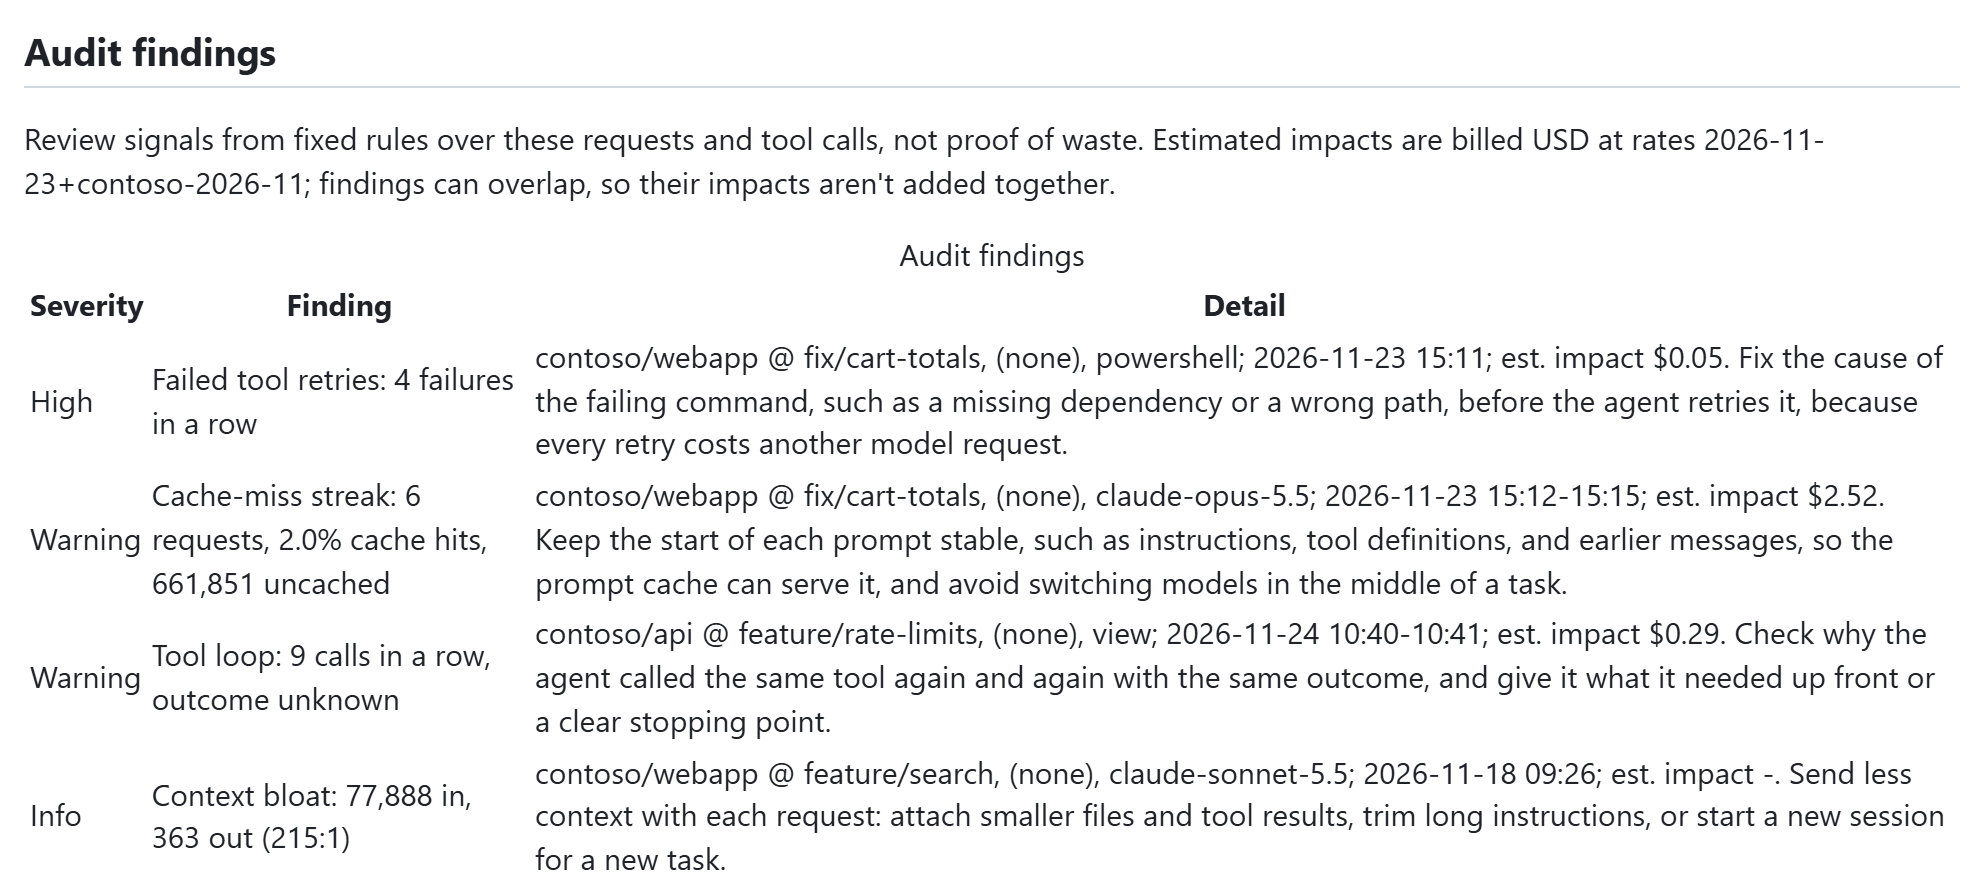 Audit findings
Review signals from fixed rules over these requests and tool calls, not proof of waste. Estimated impacts are billed USD at rates 2026-11-
23+contoso-2026-11; findings can overlap, so their impacts aren't added together.
Audit findings
Severity Finding Detail
High
Failed tool retries: 4 failures
in a row
contoso/webapp @ fix/cart-totals, (none), powershell; 2026-11-23 15:11; est. impact $0.05. Fix the cause of
the failing command, such as a missing dependency or a wrong path, before the agent retries it, because
every retry costs another model request.
Warning
Cache-miss streak: 6
requests, 2.0% cache hits,
661,851 uncached
contoso/webapp @ fix/cart-totals, (none), claude-opus-5.5; 2026-11-23 15:12-15:15; est. impact $2.52.
Keep the start of each prompt stable, such as instructions, tool definitions, and earlier messages, so the
prompt cache can serve it, and avoid switching models in the middle of a task.
Warning
Tool loop: 9 calls in a row,
outcome unknown
contoso/api @ feature/rate-limits, (none), view; 2026-11-24 10:40-10:41; est. impact $0.29. Check why the
agent called the same tool again and again with the same outcome, and give it what it needed up front or
a clear stopping point.
Info
Context bloat: 77,888 in,
363 out (215:1)
contoso/webapp @ feature/search, (none), claude-sonnet-5.5; 2026-11-18 09:26; est. impact -. Send less
context with each request: attach smaller files and tool results, trim long instructions, or start a new session
for a new task.